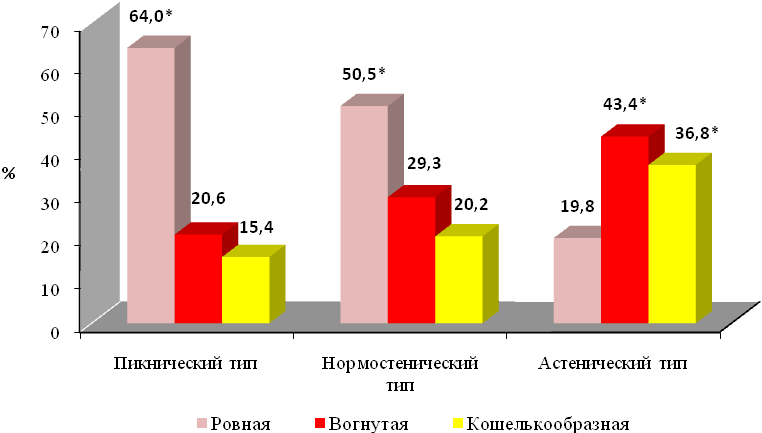 70
60
50
40
30
20
10
0
%
64,0*
20,6
15,4
50,5*
29,3
20,2
19,8
43,4*
36,8*
Пикнический тип
Нормостенический
тип
Астенический тип
Ровная
Вогнутая
Кошелькообразная